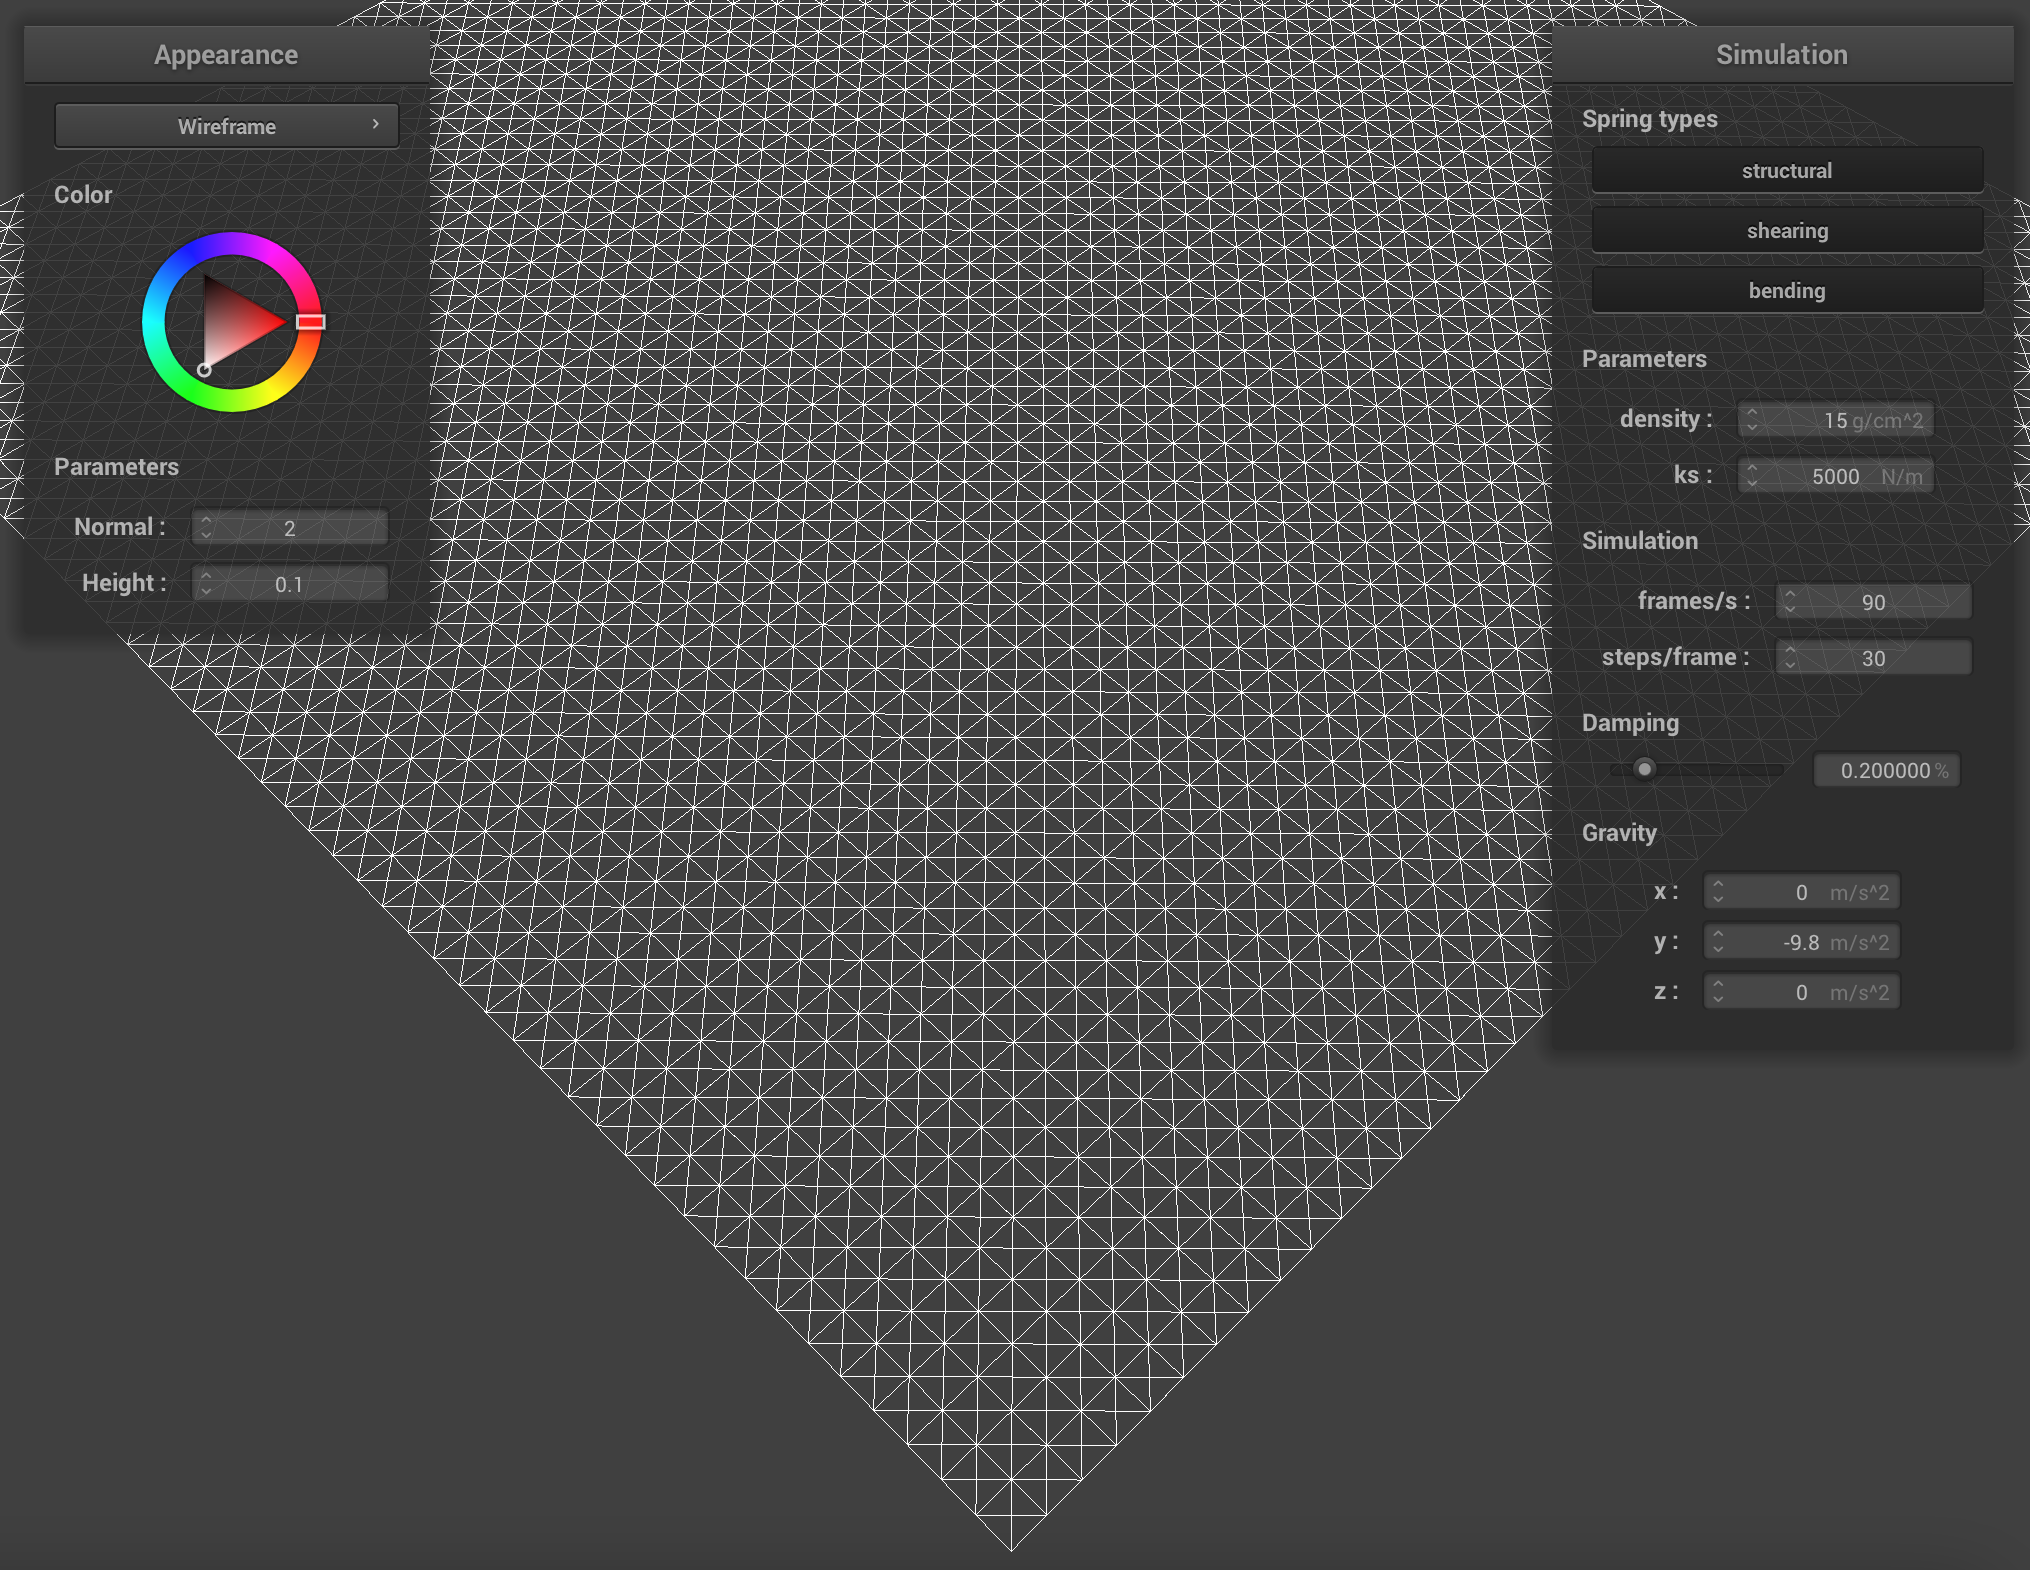 Appearance
Wireframe
Color
Parameters
Normal : 2
Height : 0.1
Simulation
Spring types
structural
shearing
bending
Parameters
density : 15 g/cm^2
ks : 5000 N/m
Simulation
frames/s : 90
steps/frame : 30
Damping
0.200000 %
Gravity
x : 0 m/s^2
y : -9.8 m/s^2
z : 0 m/s^2